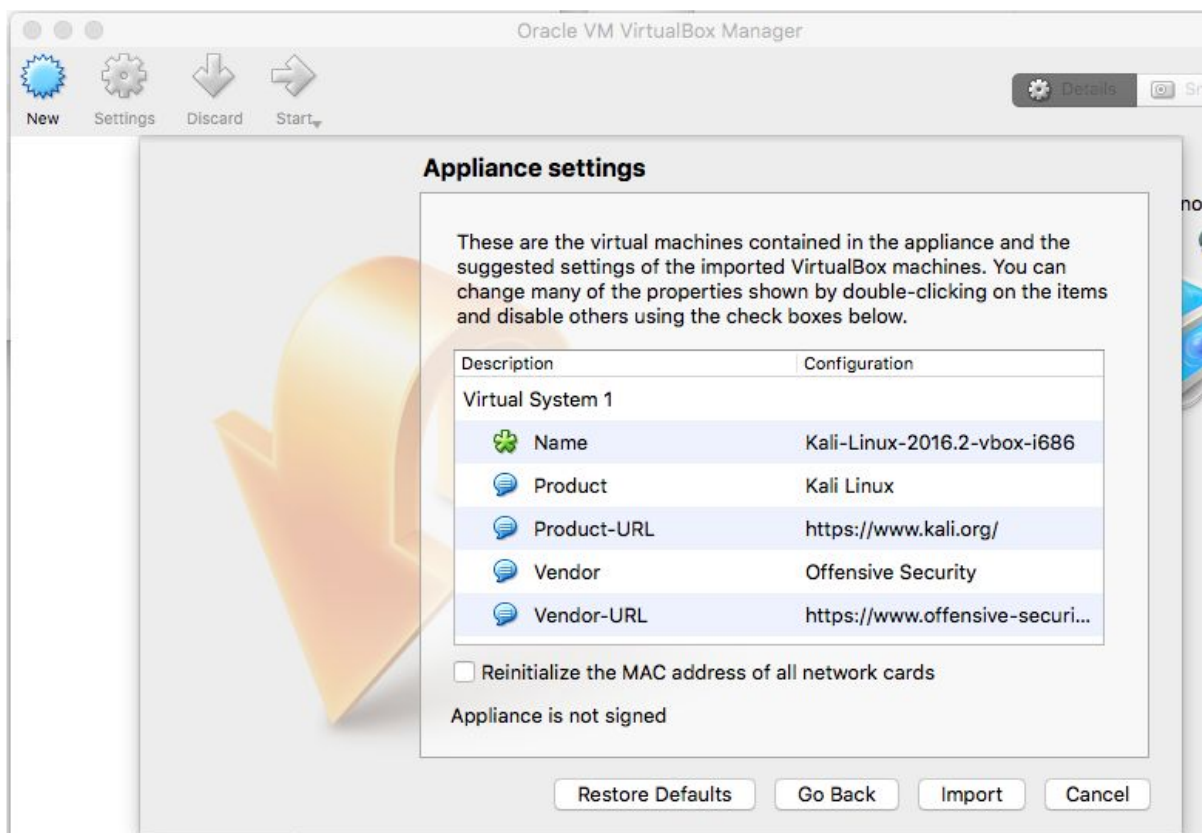 Oracle VM VirtualBox Manager
New Settings Discard Start
Details
Appliance settings
These are the virtual machines contained in the appliance and the
suggested settings of the imported VirtualBox machines. You can
change many of the properties shown by double-clicking on the items
and disable others using the check boxes below.
Description Configuration
Virtual System 1
Name Kali-Linux-2016.2-vbox-i686
Product Kali Linux
Product-URL https://www.kali.org/
Vendor Offensive Security
Vendor-URL https://www.offensive-securi...
Reinitialize the MAC address of all network cards
Appliance is not signed
Restore Defaults Go Back Import Cancel